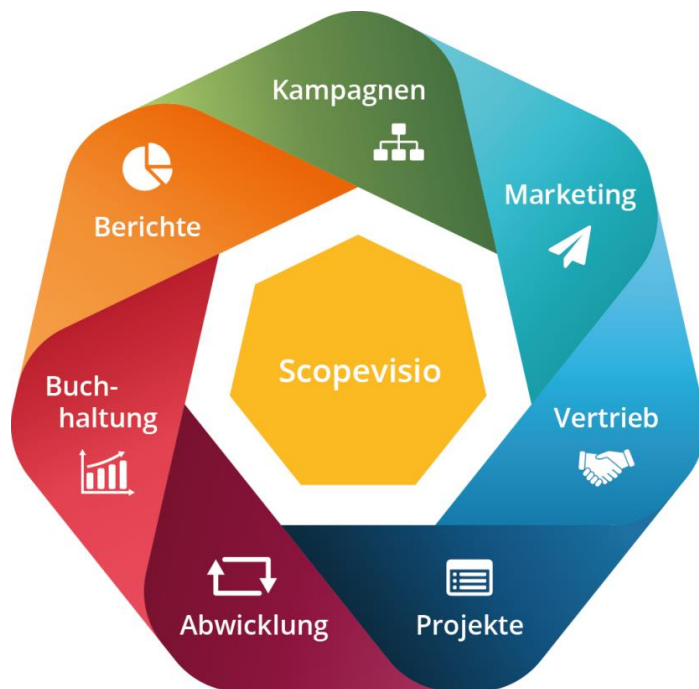 Kampagnen
Marketing
Berichte
Scopevisio
Buch-
haltung
Vertrieb
Abwicklung
Projekte